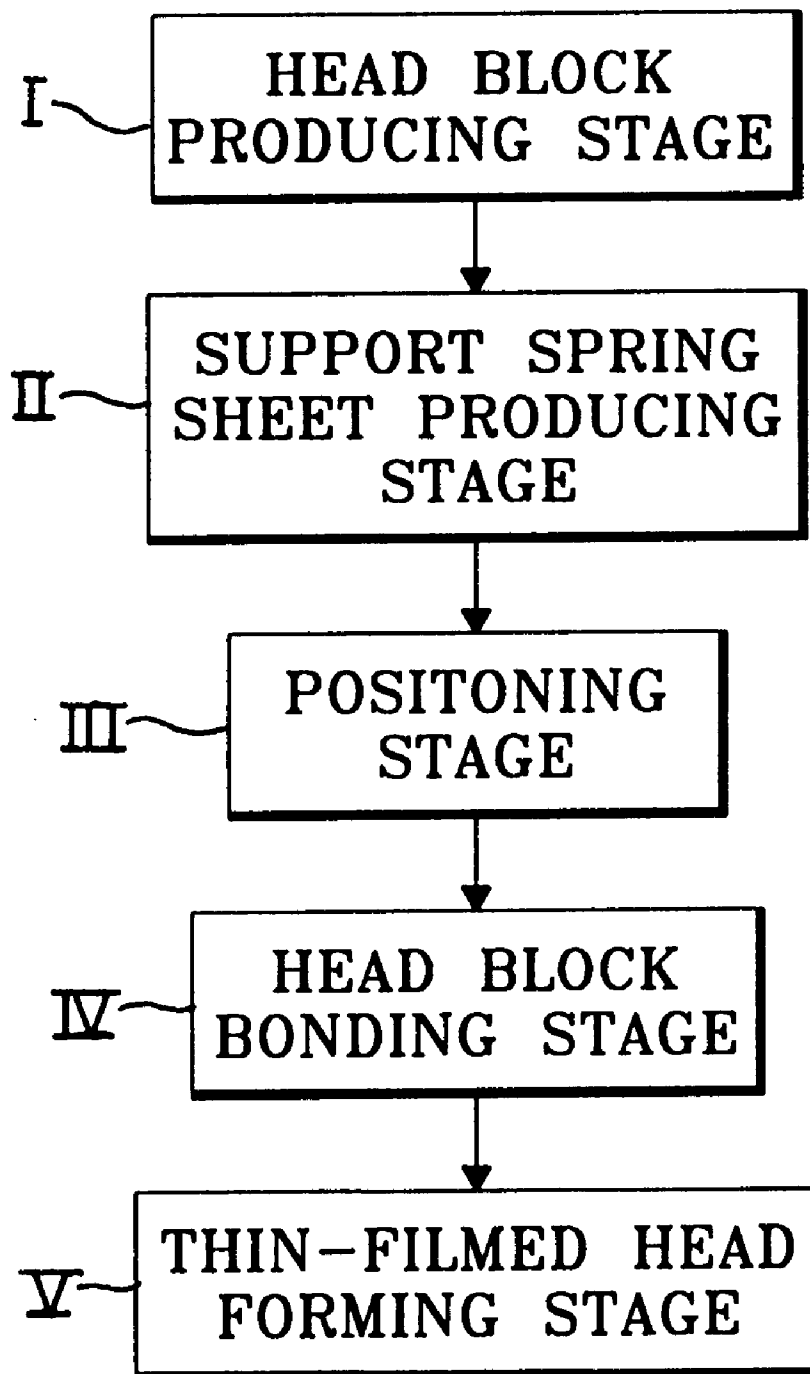 I
HEAD BLOCK
PRODUCING STAGE
II
SUPPORT SPRING
SHEET PRODUCING
STAGE
III
POSITONING
STAGE
IV
HEAD BLOCK
BONDING STAGE
V
THIN-FILMED HEAD
FORMING STAGE